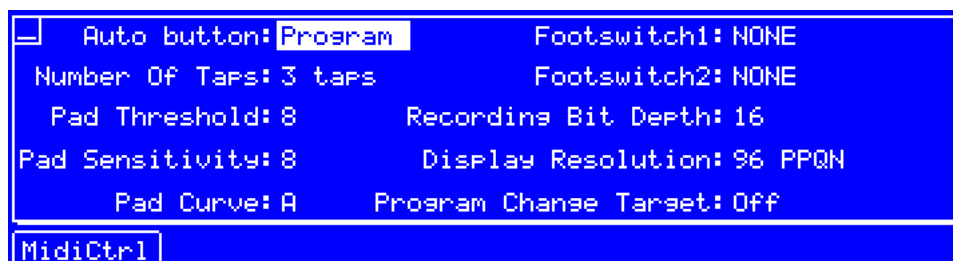 Auto button: Program Footswitch1: NONE
Number Of Taps: 3 taps Footswitch2: NONE
Pad Threshold: 8 Recording Bit Depth: 16
Pad Sensitivity: 8 Display Resolution: 96 PPQN
Pad Curve: A Program Change Target: Off
MidiCtrl